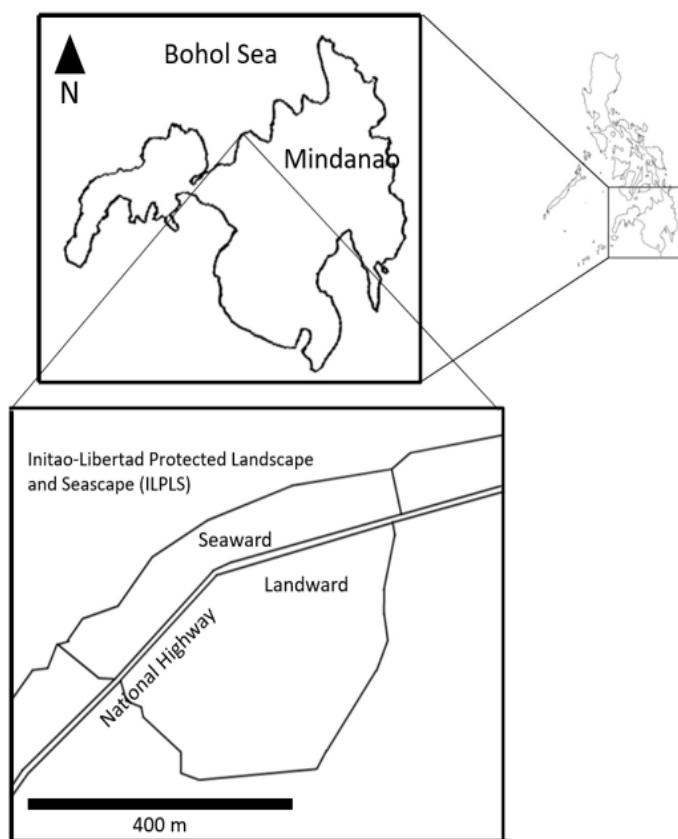 Bohol Sea
N
Mindanao
Initao-Libertad Protected Landscape
and Seascape (ILPLS)
Seaward
Landward
National Highway
400 m